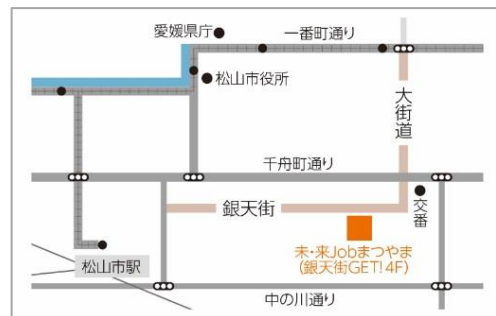 愛媛県庁
一番町通り
松山市役所
大街道
千舟町通り
銀天街
交番
未・来Jobまつやま
(銀天街GET!4F)
松山市駅
中の川通り